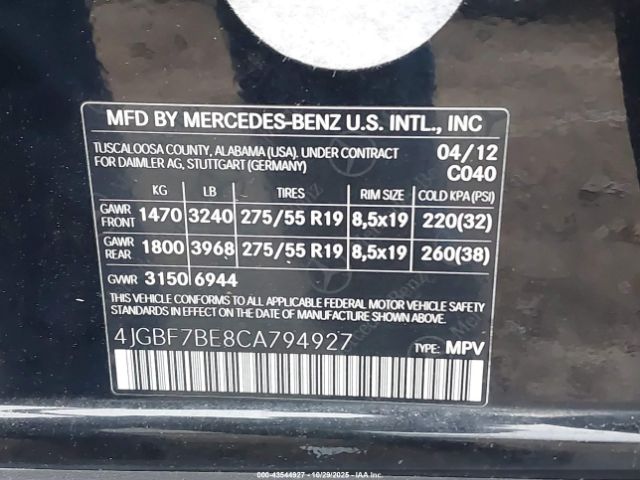 MFD BY MERCEDES-BENZ U.S. INTL., INC
TUSCALOOSA COUNTY, ALABAMA (USA). UNDER CONTRACT 04/12
FOR DAIMLER AG, STUTTGART (GERMANY) C040
KG LB TIRES RIM SIZE COLD KPA (PSI)
GAWR FRONT 1470 3240 275/55 R19 8,5x19 220(32)
GAWR REAR 1800 3968 275/55 R19 8,5x19 260(38)
GVWR 3150 6944
THIS VEHICLE CONFORMS TO ALL APPLICABLE FEDERAL MOTOR VEHICLE SAFETY
STANDARDS IN EFFECT ON THE DATE OF MANUFACTURE SHOWN ABOVE.
4JGBF7BE8CA794927 TYPE: MPV
000-43544927 - 10/29/2025 - IAAI.COM